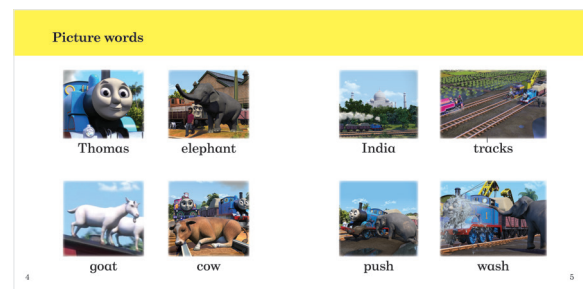 Picture words
Thomas
elephant
India
tracks
goat
cow
push
wash
4
5